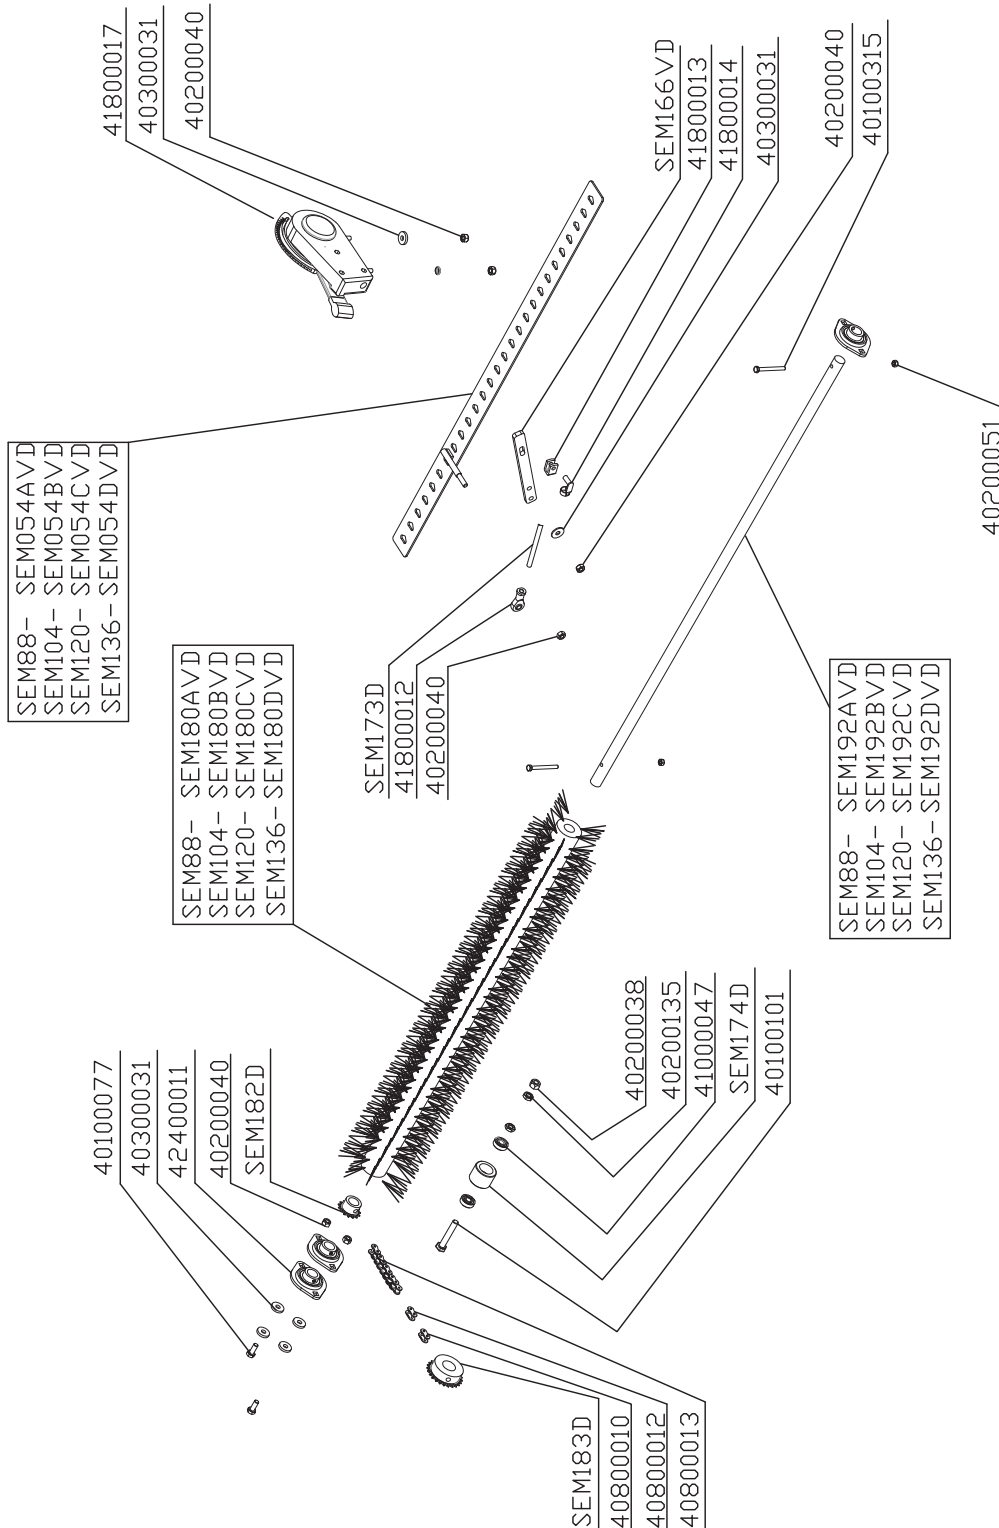 41800017
40300031
40200040
SEM166VD
41800013
41800014
40300031
40200040
40100315
40200051
SEM88- SEM054AVD
SEM104- SEM054BVD
SEM120- SEM054CVD
SEM136- SEM054DVD
SEM88- SEM180AVD
SEM104- SEM180BVD
SEM120- SEM180CVD
SEM136- SEM180DVD
SEM173D
41800012
40200040
SEM88- SEM192AVD
SEM104- SEM192BVD
SEM120- SEM192CVD
SEM136- SEM192DVD
40100077
40300031
42400011
40200040
SEM182D
40200038
40200135
41000047
SEM174D
40100101
SEM183D
40800010
40800012
40800013